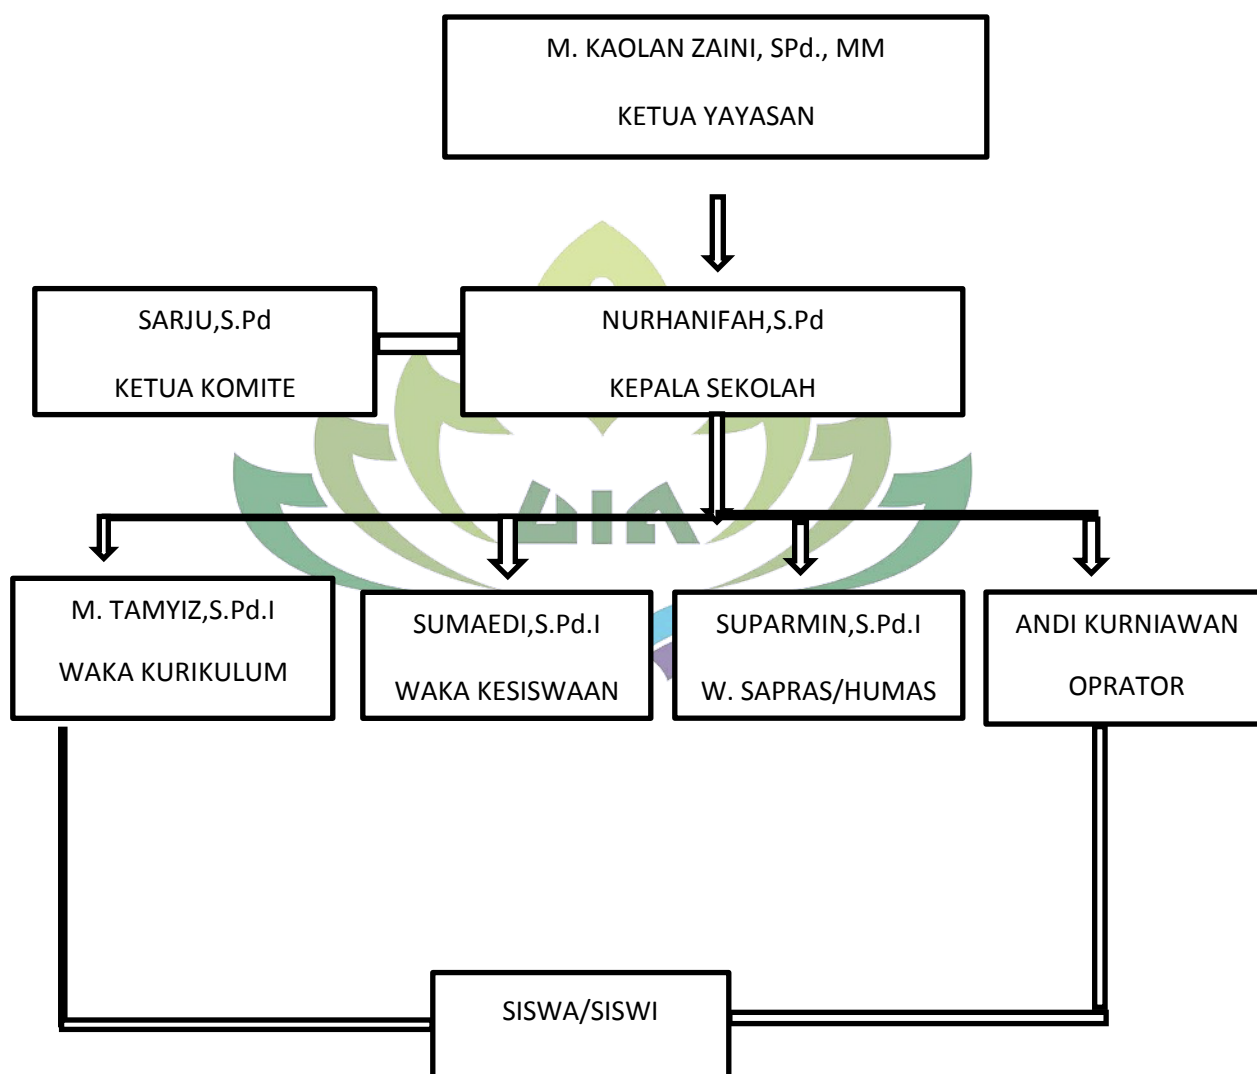 M. KAOLAN ZAINI, SPd., MM
KETUA YAYASAN
SARJU,S.Pd
KETUA KOMITE
NURHANIFAH,S.Pd
KEPALA SEKOLAH
M. TAMYIZ,S.Pd.I
WAKA KURIKULUM
SUMAEDI,S.Pd.I
WAKA KESISWAAN
SUPARMIN,S.Pd.I
W. SAPRAS/HUMAS
ANDI KURNIAWAN
OPRATOR
SISWA/SISWI